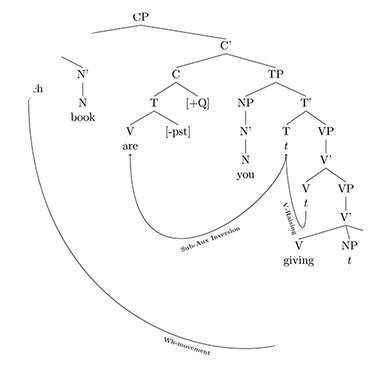 CP
C'
N' C TP
:h
N T [+Q] NP T'
book
V [-pst] N' T VP
are t
N V'
you
V VP
t
V'
Sub-Aux Inversion
v-Raising
V NP
giving t
Wh-movement